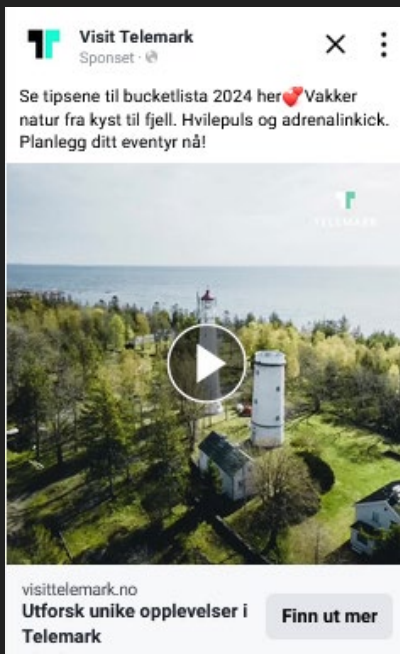 Visit Telemark
Sponset ·
Se tipsene til bucketlista 2024 her💕Vakker
natur fra kyst til fjell. Hvilepuls og adrenalinkick.
Planlegg ditt eventyr nå!
TELEMARK
visittelemark.no
Utforsk unike opplevelser i
Telemark
Finn ut mer